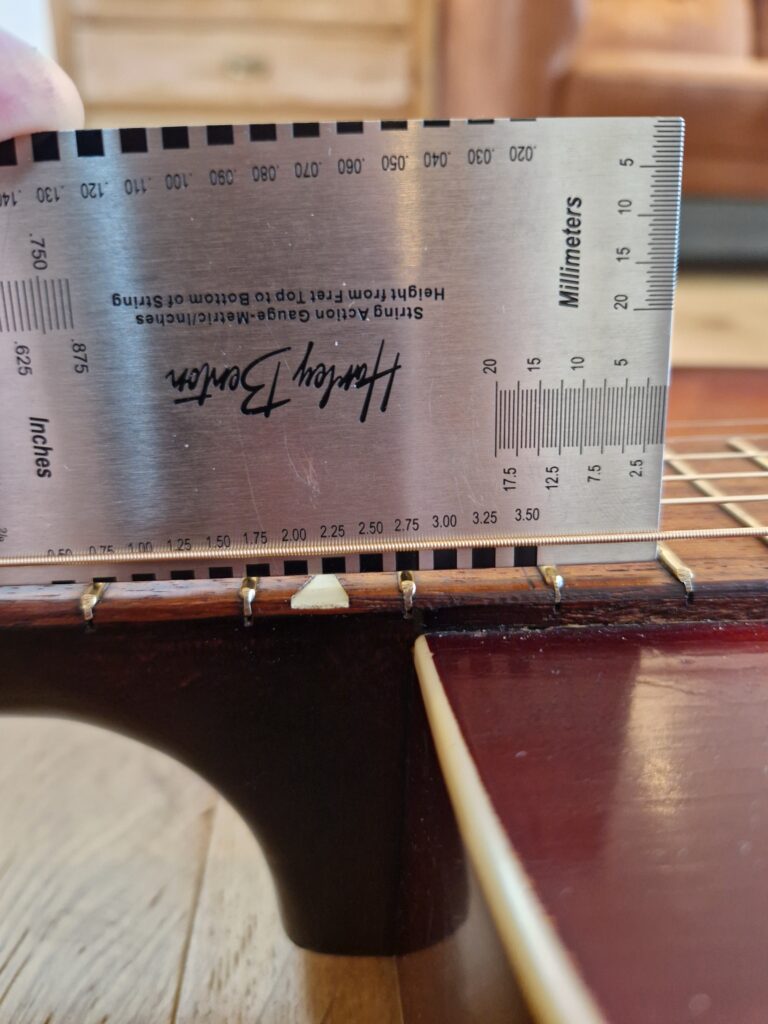 .140 .130 .120 .110 .100 .090 .080 .070 .060 .050 .040 .030 .020
5
10
15
20
Millimeters
.750
.625 .875
Inches
String Action Gauge-Metric/Inches
Height from Fret Top to Bottom of String
Harley Benton
20 15 10 5
17.5 12.5 7.5 2.5
0.50 0.75 1.00 1.25 1.50 1.75 2.00 2.25 2.50 2.75 3.00 3.25 3.50